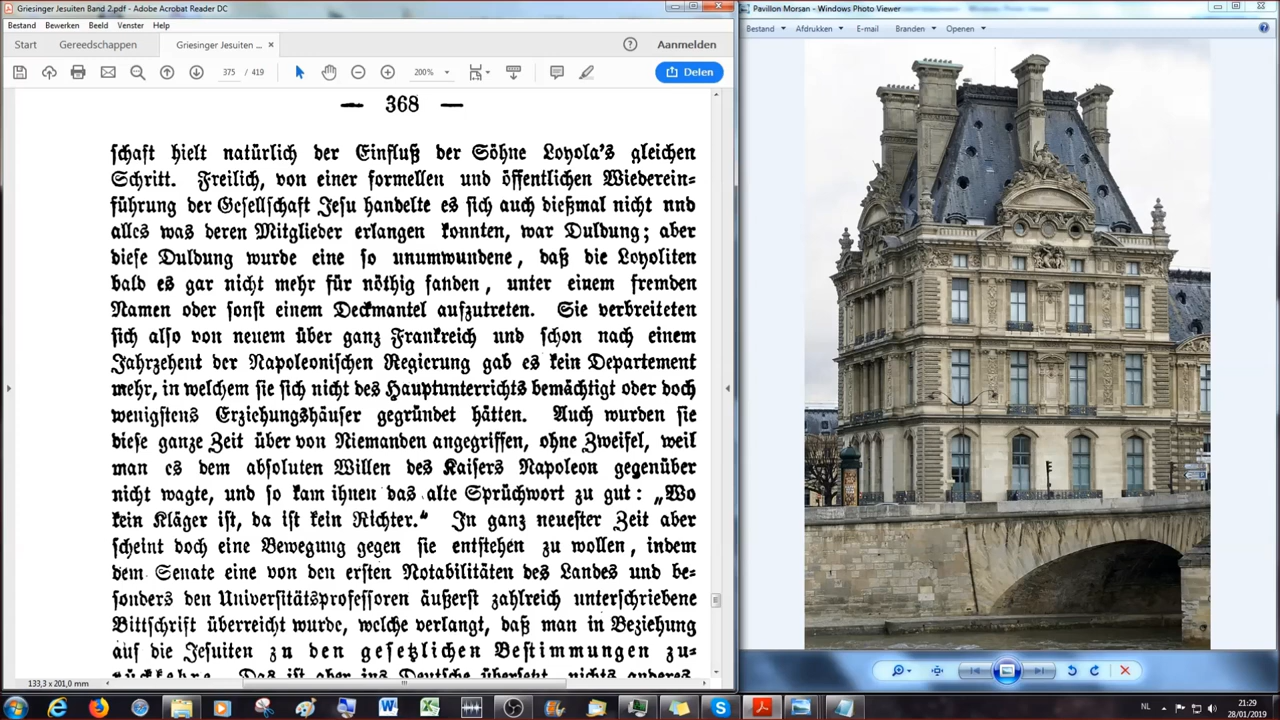 Griesinger Jesuiten Band 2.pdf - Adobe Acrobat Reader DC
Bestand Bewerken Beeld Venster Help
Start Gereedschappen Griesinger Jesuiten ... × Aanmelden
375 / 419 200% Delen
— 368 —
ſchaft hielt natürlich der Einfluß der Söhne Loyola's gleichen
Schritt. Freilich, von einer formellen und öffentlichen Wiederein=
führung der Geſellſchaft Jeſu handelte es ſich auch dießmal nicht nnd
alles was deren Mitglieder erlangen konnten, war Duldung; aber
dieſe Duldung wurde eine ſo unumwundene, daß die Loyoliten
bald es gar nicht mehr für nöthig fanden, unter einem fremden
Namen oder ſonſt einem Deckmantel aufzutreten. Sie verbreiteten
ſich alſo von neuem über ganz Frankreich und ſchon nach einem
Jahrzehent der Napoleoniſchen Regierung gab es kein Departement
mehr, in welchem ſie ſich nicht des Hauptunterrichts bemächtigt oder doch
wenigſtens Erziehungshäuſer gegründet hätten. Auch wurden ſie
dieſe ganze Zeit über von Niemanden angegriffen, ohne Zweifel, weil
man es dem abſoluten Willen des Kaiſers Napoleon gegenüber
nicht wagte, und ſo kam ihnen das alte Sprüchwort zu gut: „Wo
kein Kläger iſt, da iſt kein Richter.“ In ganz neueſter Zeit aber
ſcheint doch eine Bewegung gegen ſie entſtehen zu wollen, indem
dem Senate eine von den erſten Notabilitäten des Landes und be=
ſonders den Univerſitätsprofeſſoren äußerſt zahlreich unterſchriebene
Bittſchrift überreicht wurde, welche verlangt, daß man in Beziehung
auf die Jeſuiten zu den geſetzlichen Beſtimmungen zu=
rückkehre. Das iſt aber ins Deutſche überſetzt nichts anderes
133,3 x 201,0 mm
Pavillon Morsan - Windows Photo Viewer
Bestand Afdrukken E-mail Branden Openen
NL 21:29
28/01/2019